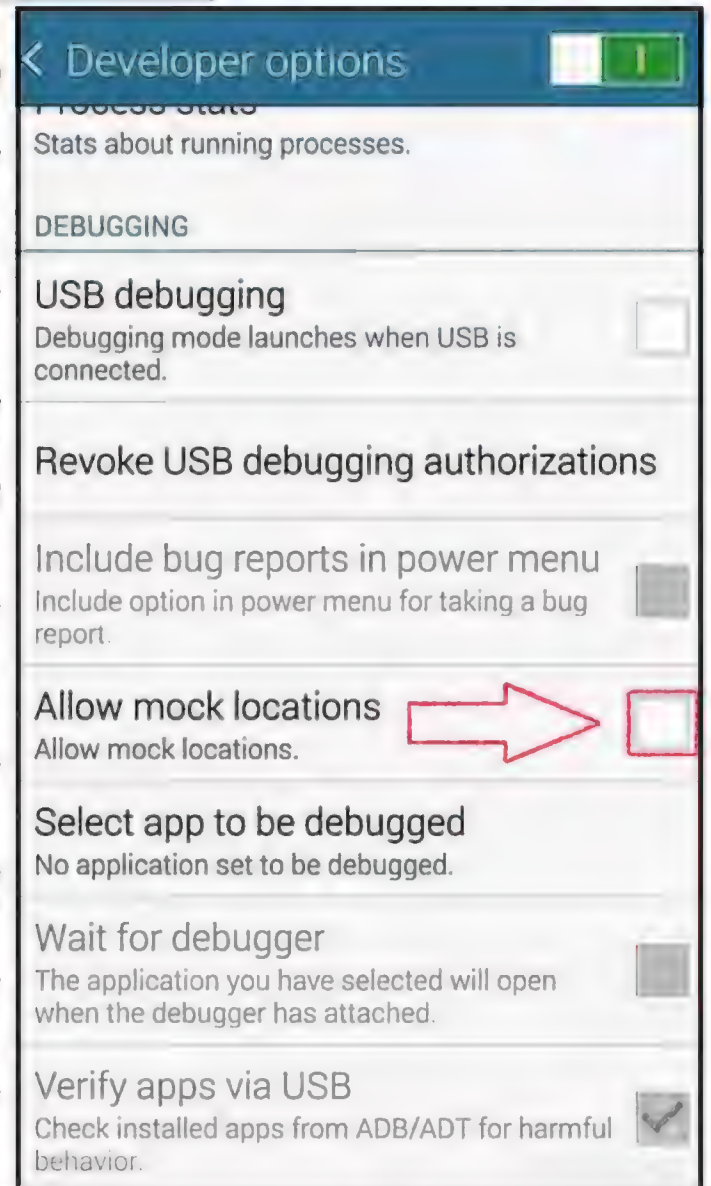 < Developer options
Process stats
Stats about running processes.
DEBUGGING
USB debugging
Debugging mode launches when USB is
connected.
Revoke USB debugging authorizations
Include bug reports in power menu
Include option in power menu for taking a bug
report.
Allow mock locations
Allow mock locations.
Select app to be debugged
No application set to be debugged.
Wait for debugger
The application you have selected will open
when the debugger has attached.
Verify apps via USB
Check installed apps from ADB/ADT for harmful
behavior.